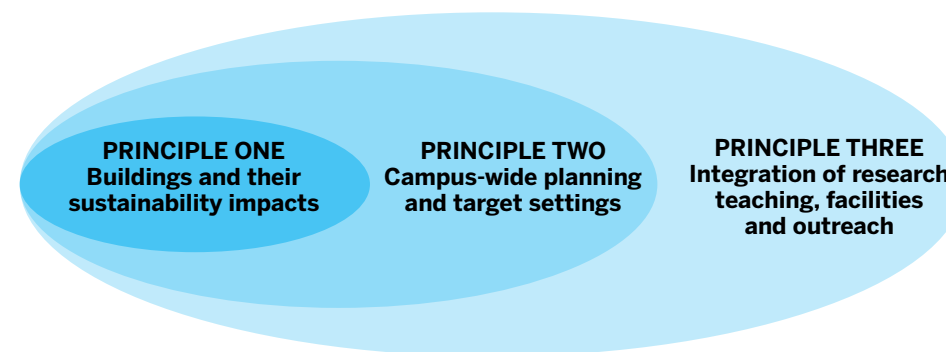 PRINCIPLE ONE
Buildings and their
sustainability impacts
PRINCIPLE TWO
Campus-wide planning
and target settings
PRINCIPLE THREE
Integration of research
teaching, facilities
and outreach